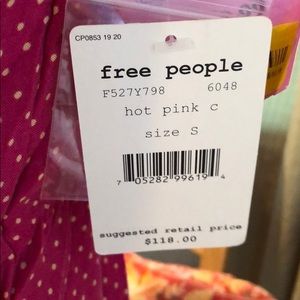 CP0853 19 20
free people
F527Y798 6048
hot pink C
size S
7 05282 99619 4
suggested retail price
$118.00